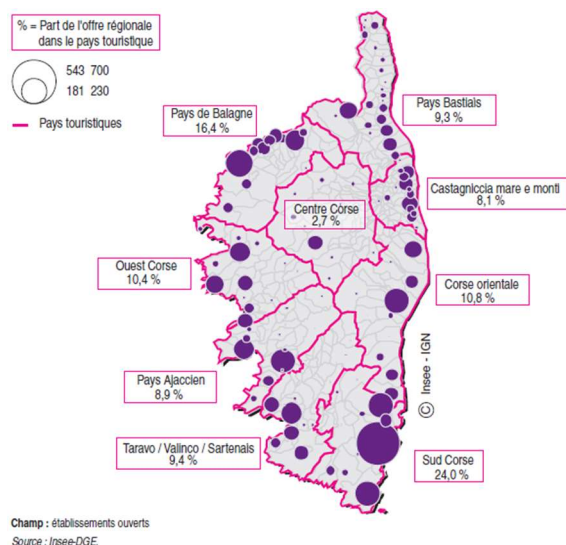 % = Part de l'offre régionale
dans le pays touristique
543 700
181 230
Pays touristiques
Pays de Balagne
16,4 %
Pays Bastiais
9,3 %
Castagniccia mare e monti
8,1 %
Centre Corse
2,7 %
Ouest Corse
10,4 %
Corse orientale
10,8 %
Pays Ajaccien
8,9 %
Taravo / Valinco / Sartenais
9,4 %
Sud Corse
24,0 %
© Insee - IGN
Champ : établissements ouverts
Source : Insee-DGE.